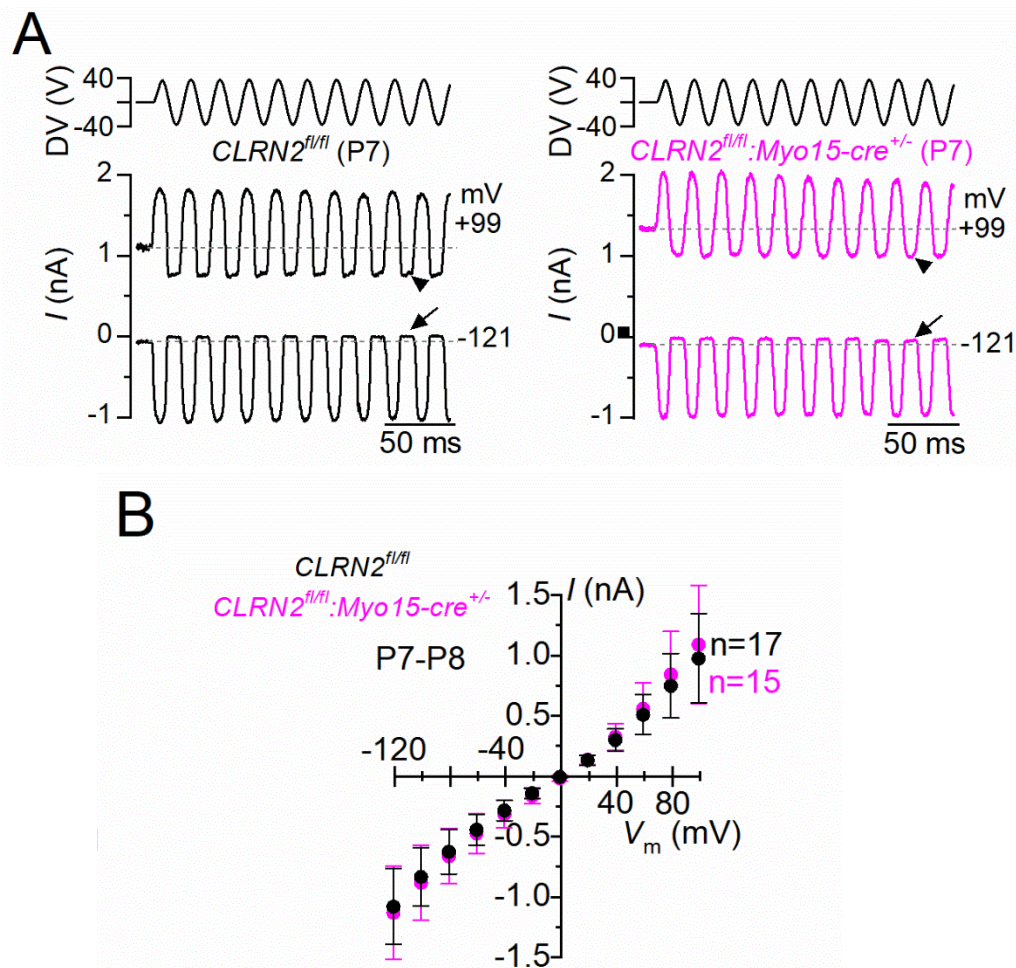 A
DV (V)
40
-40
CLRN2fl/fl (P7)
I (nA)
2
1
0
-1
mV
+99
-121
50 ms
DV (V)
40
-40
CLRN2fl/fl:Myo15-cre+/- (P7)
I (nA)
2
1
0
-1
mV
+99
-121
50 ms
B
CLRN2fl/fl
CLRN2fl/fl:Myo15-cre+/-
P7-P8
I (nA)
1.5
1.0
0.5
-0.5
-1.0
-1.5
n=17
n=15
-120
-40
40
80
Vm (mV)